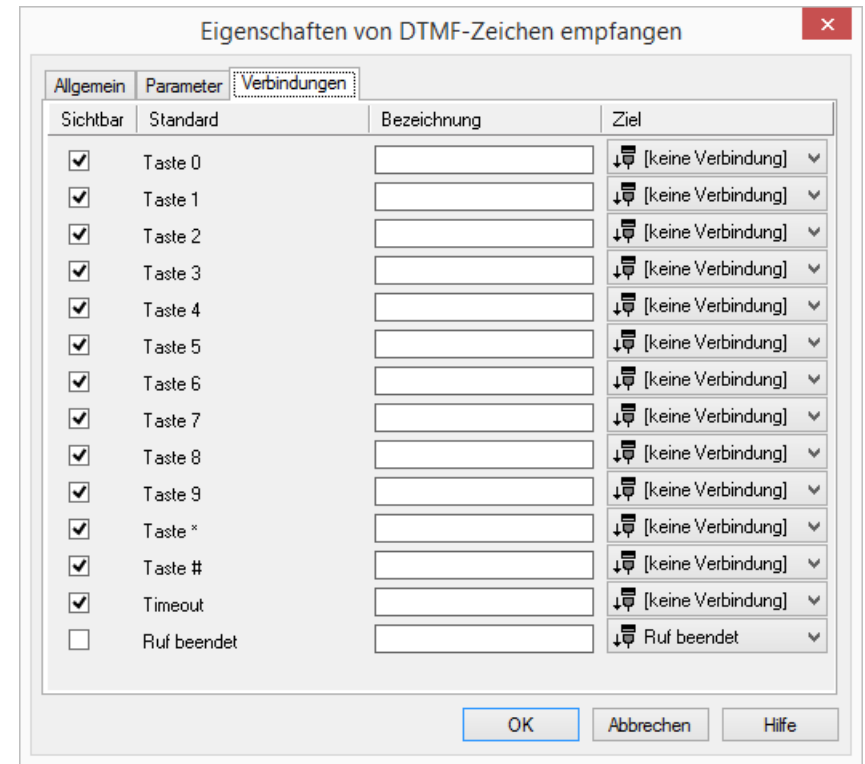 Eigenschaften von DTMF-Zeichen empfangen
Allgemein Parameter Verbindungen
Sichtbar Standard Bezeichnung Ziel
Taste 0 [keine Verbindung]
Taste 1 [keine Verbindung]
Taste 2 [keine Verbindung]
Taste 3 [keine Verbindung]
Taste 4 [keine Verbindung]
Taste 5 [keine Verbindung]
Taste 6 [keine Verbindung]
Taste 7 [keine Verbindung]
Taste 8 [keine Verbindung]
Taste 9 [keine Verbindung]
Taste * [keine Verbindung]
Taste # [keine Verbindung]
Timeout [keine Verbindung]
Ruf beendet Ruf beendet
OK Abbrechen Hilfe